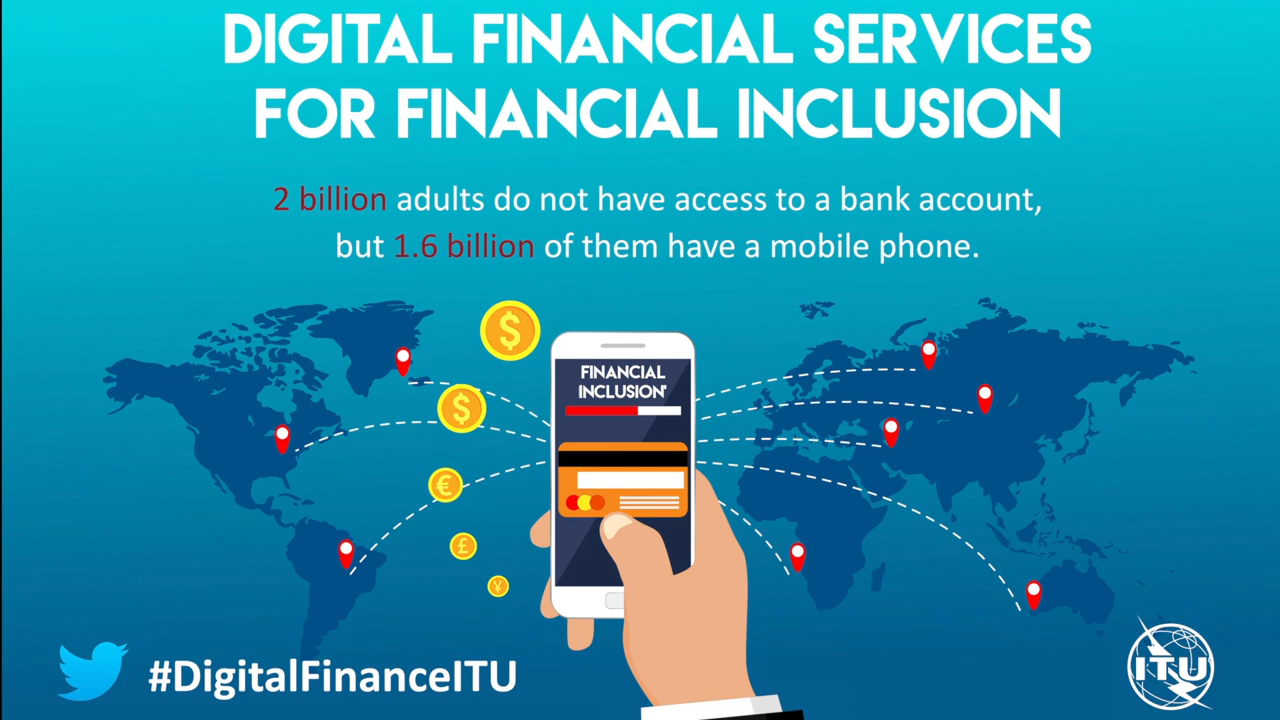 DIGITAL FINANCIAL SERVICES
FOR FINANCIAL INCLUSION
2 billion adults do not have access to a bank account,
but 1.6 billion of them have a mobile phone.
$
$
€
£
¥
FINANCIAL
INCLUSION"
#DigitalFinanceITU
ITU